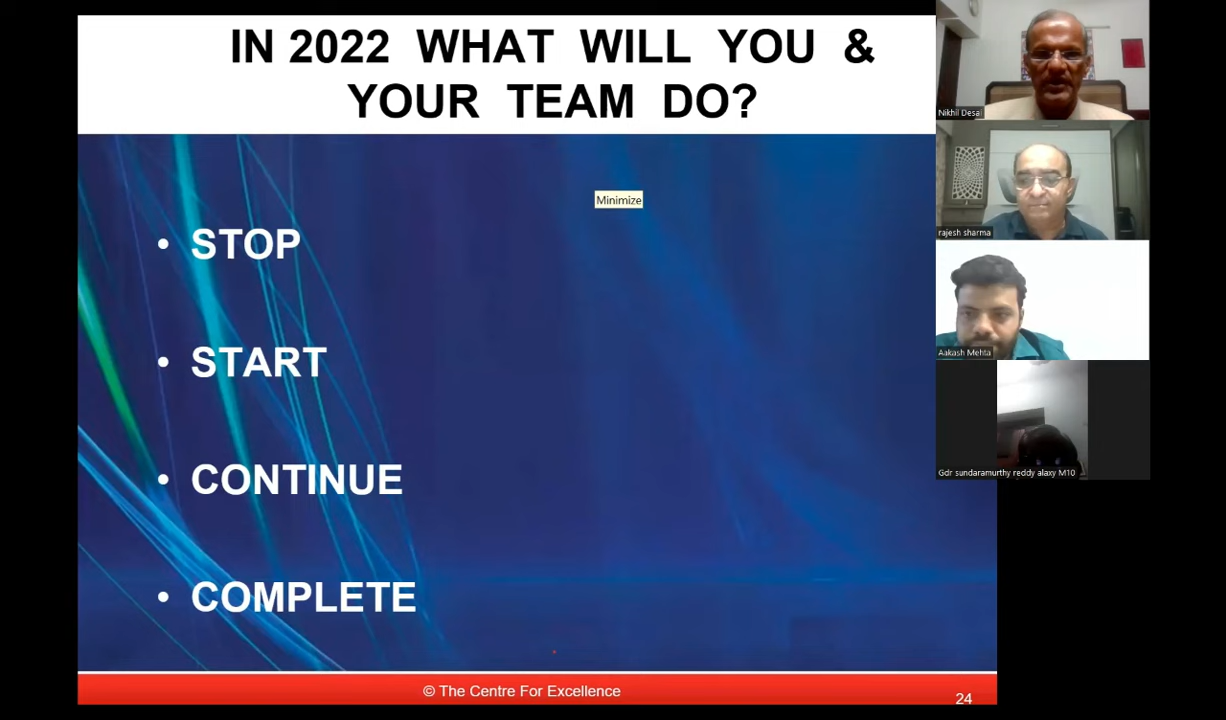 IN 2022 WHAT WILL YOU &
YOUR TEAM DO?
Minimize
• STOP
• START
• CONTINUE
• COMPLETE
© The Centre For Excellence
24
Nikhil Desai
rajesh sharma
Aakash Mehta
Gdr sundaramurthy reddy alaxy M10